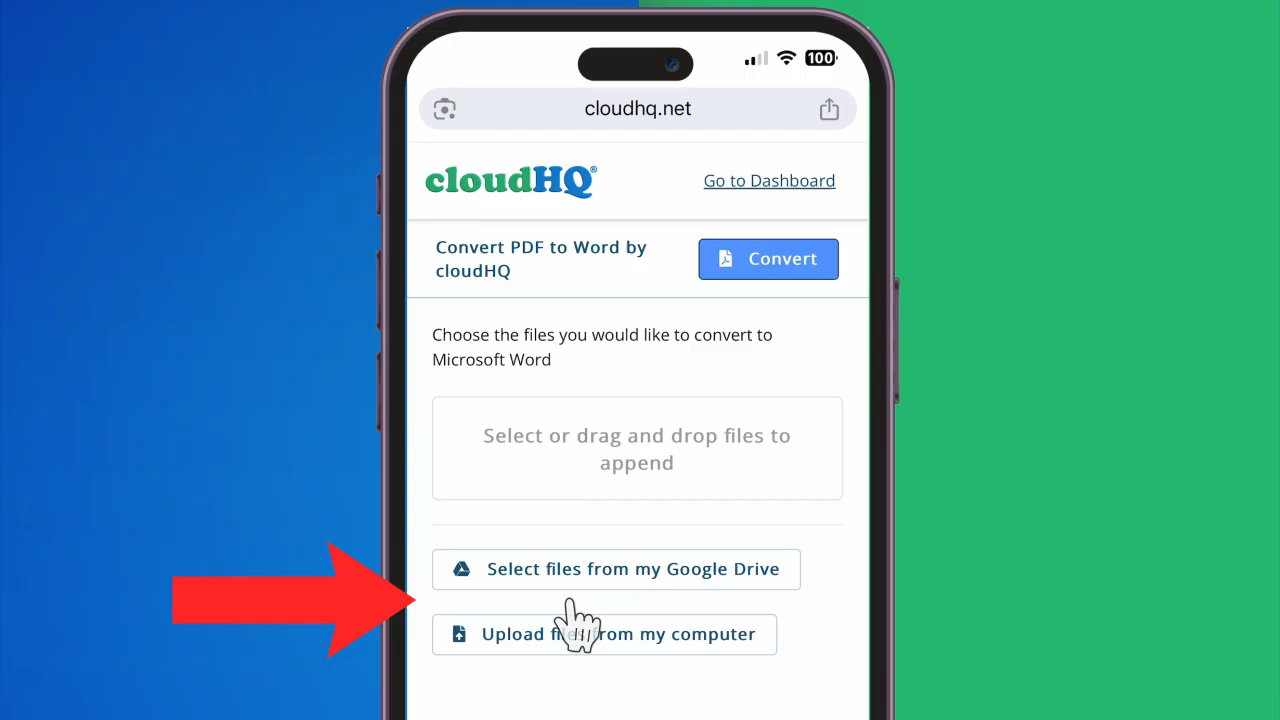 100
cloudhq.net
cloudHQ®
Go to Dashboard
Convert PDF to Word by
cloudHQ
Convert
Choose the files you would like to convert to
Microsoft Word
Select or drag and drop files to
append
Select files from my Google Drive
Upload files from my computer